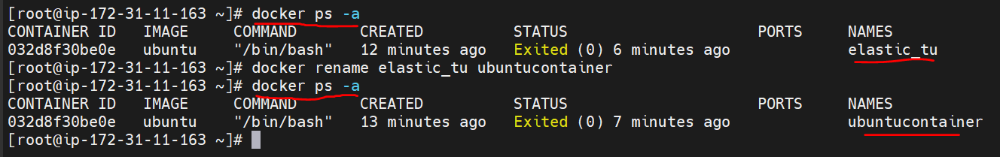 [root@ip-172-31-11-163 ~]# docker ps -a
CONTAINER ID   IMAGE     COMMAND       CREATED          STATUS                     PORTS     NAMES
032d8f30be0e   ubuntu    "/bin/bash"   12 minutes ago   Exited (0) 6 minutes ago             elastic_tu
[root@ip-172-31-11-163 ~]# docker rename elastic_tu ubuntucontainer
[root@ip-172-31-11-163 ~]# docker ps -a
CONTAINER ID   IMAGE     COMMAND       CREATED          STATUS                     PORTS     NAMES
032d8f30be0e   ubuntu    "/bin/bash"   13 minutes ago   Exited (0) 7 minutes ago             ubuntucontainer
[root@ip-172-31-11-163 ~]#